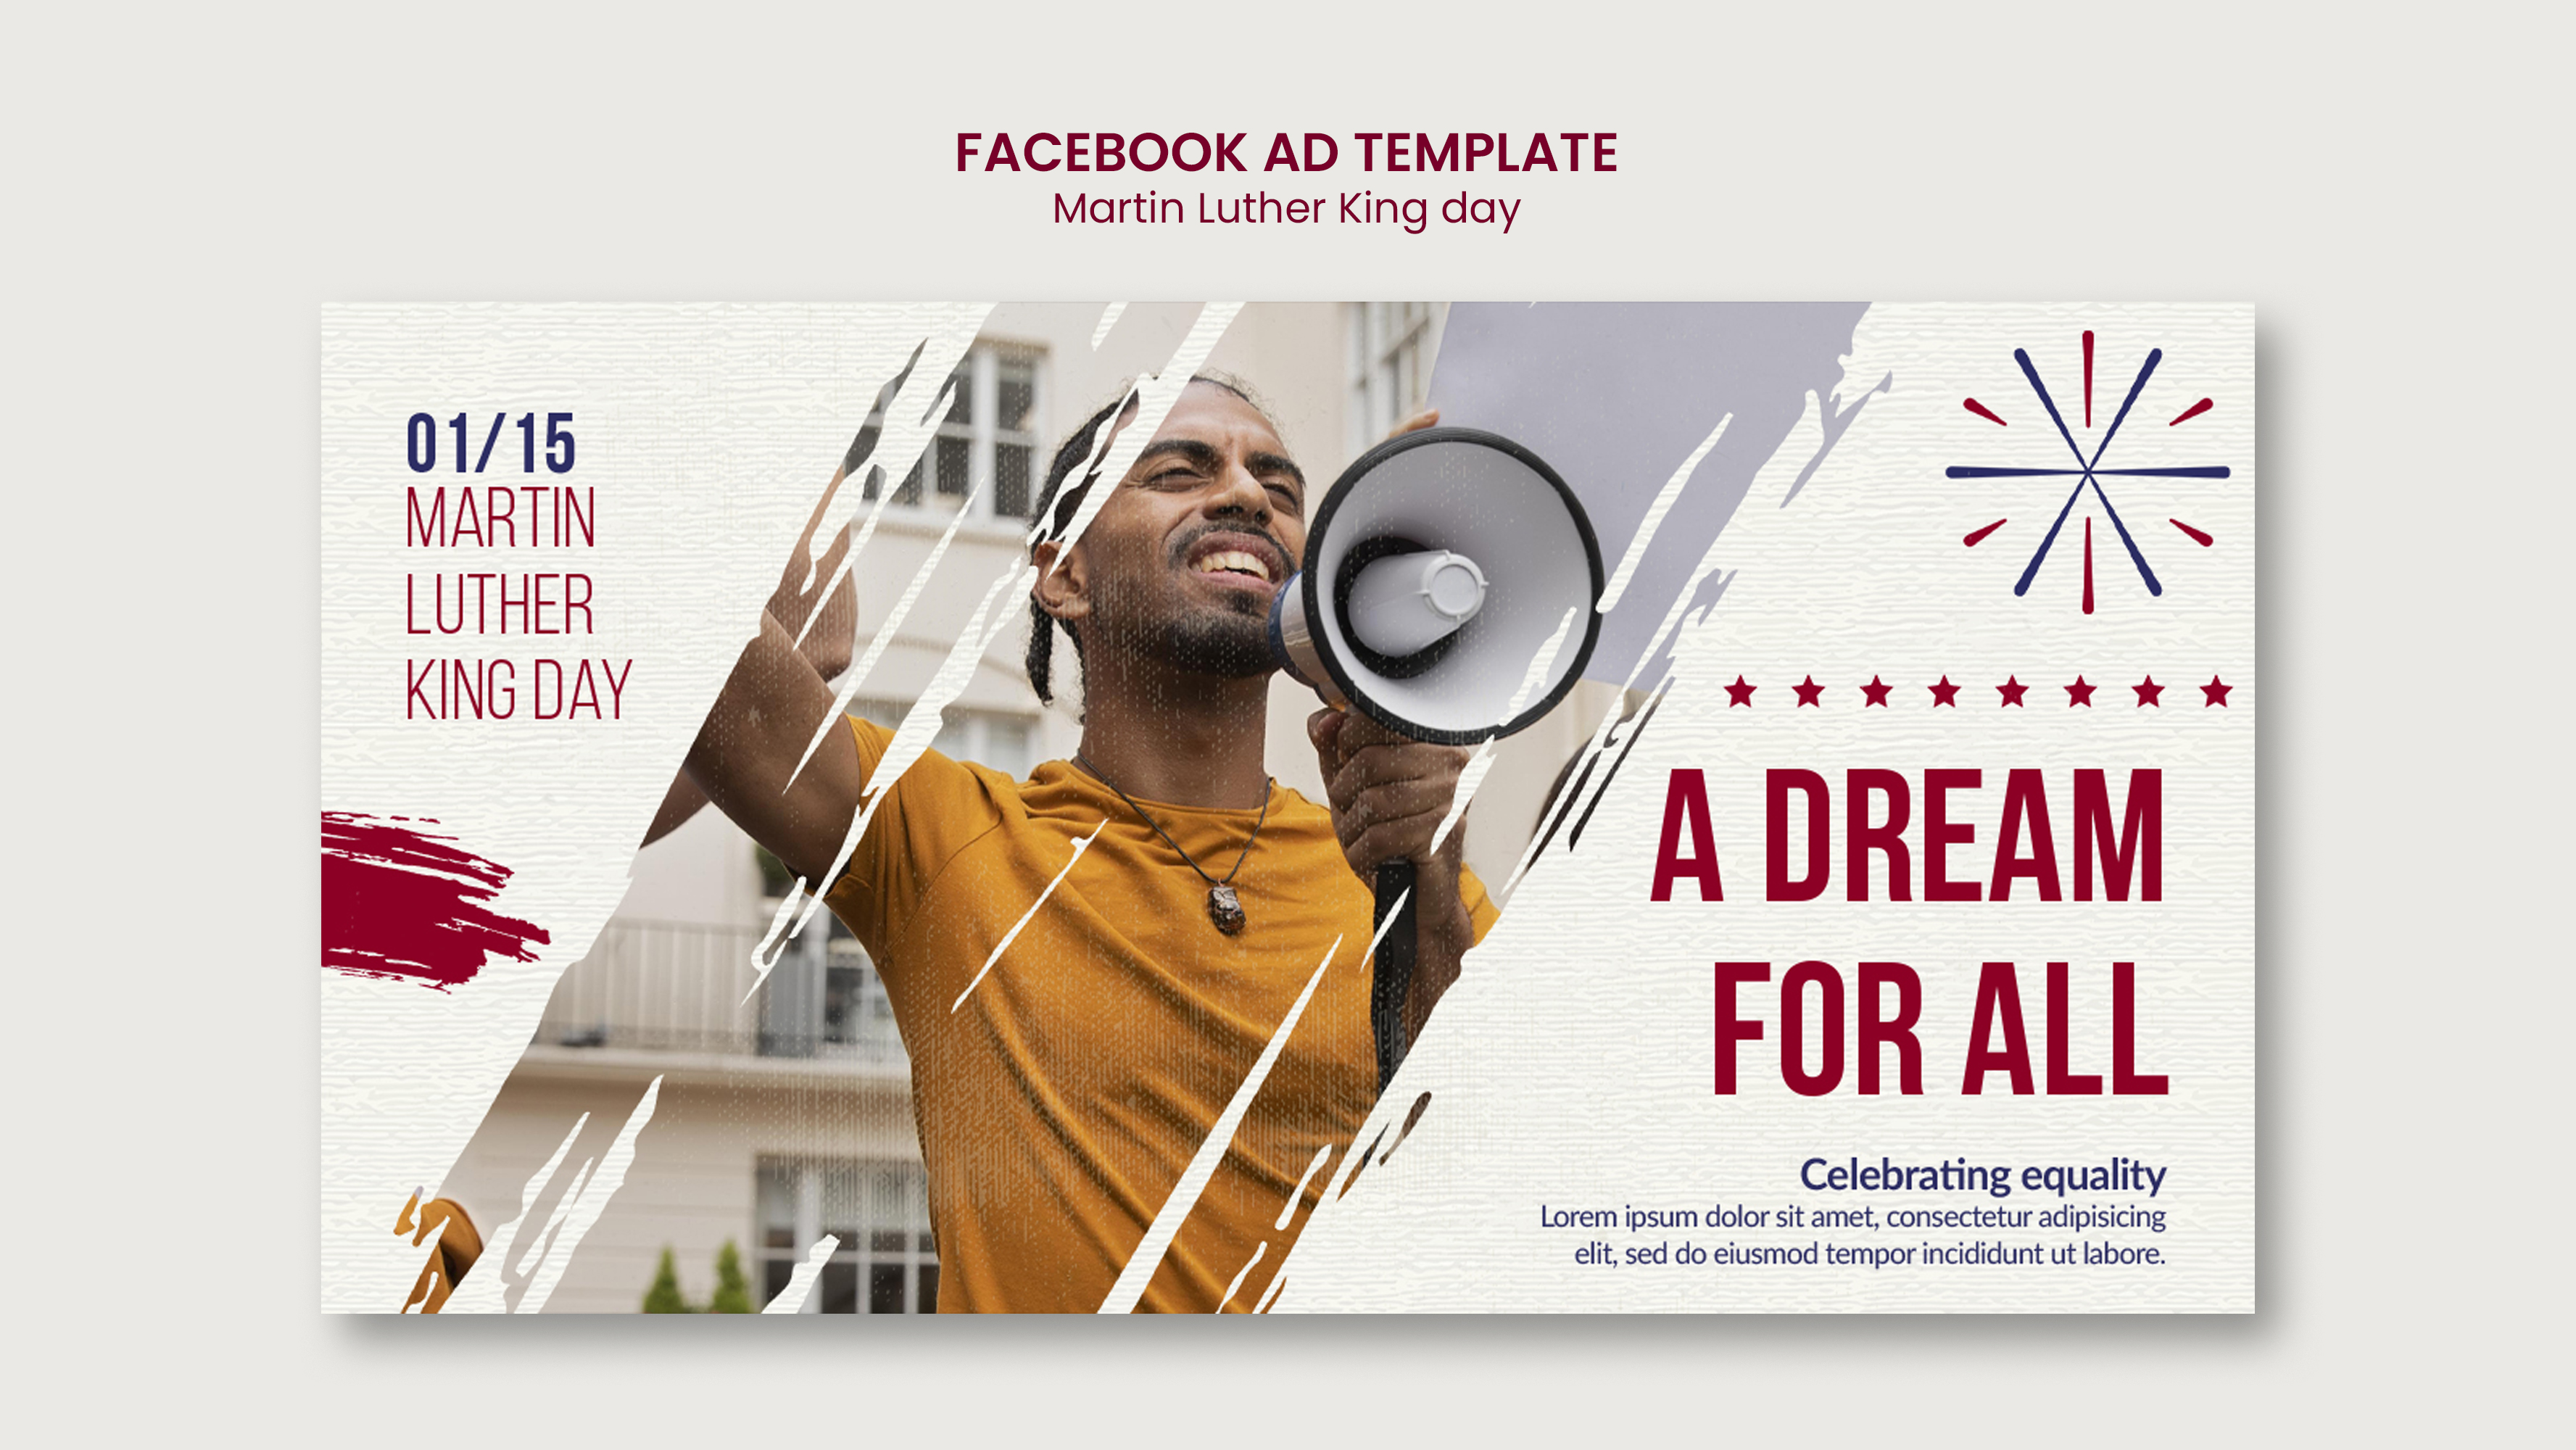 FACEBOOK AD TEMPLATE
Martin Luther King day
01/15
MARTIN
LUTHER
KING DAY
A DREAM
FOR ALL
Celebrating equality
Lorem ipsum dolor sit amet, consectetur adipisicing
elit, sed do eiusmod tempor incididunt ut labore.